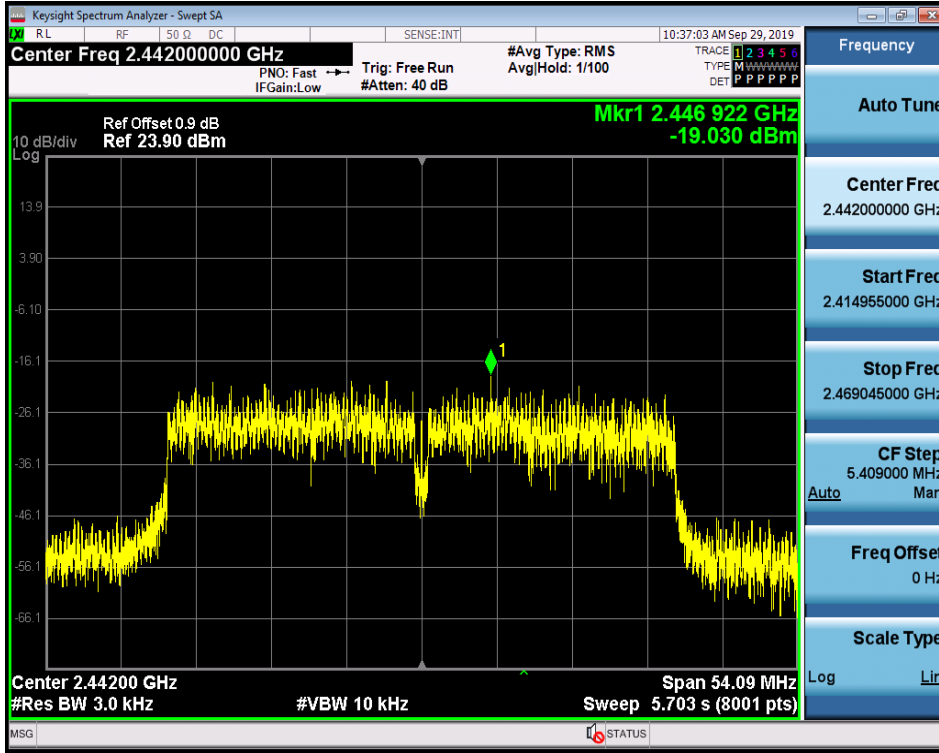 Keysight Spectrum Analyzer - Swept SA
LXI RL RF 50 Ω DC SENSE:INT 10:37:03 AM Sep 29, 2019
Center Freq 2.442000000 GHz
PNO: Fast
IFGain:Low
Trig: Free Run
#Atten: 40 dB
#Avg Type: RMS
Avg|Hold: 1/100
TRACE 1 2 3 4 5 6
TYPE M WWWWW
DET P P P P P P
Mkr1 2.446 922 GHz
-19.030 dBm
Ref Offset 0.9 dB
10 dB/div Ref 23.90 dBm
Log
13.9
3.90
-6.10
-16.1
-26.1
-36.1
-46.1
-56.1
-66.1
1
Center 2.44200 GHz Span 54.09 MHz
#Res BW 3.0 kHz #VBW 10 kHz Sweep 5.703 s (8001 pts)
MSG STATUS
Frequency
Auto Tune
Center Freq
2.442000000 GHz
Start Freq
2.414955000 GHz
Stop Freq
2.469045000 GHz
CF Step
5.409000 MHz
Auto Man
Freq Offset
0 Hz
Scale Type
Log Lin